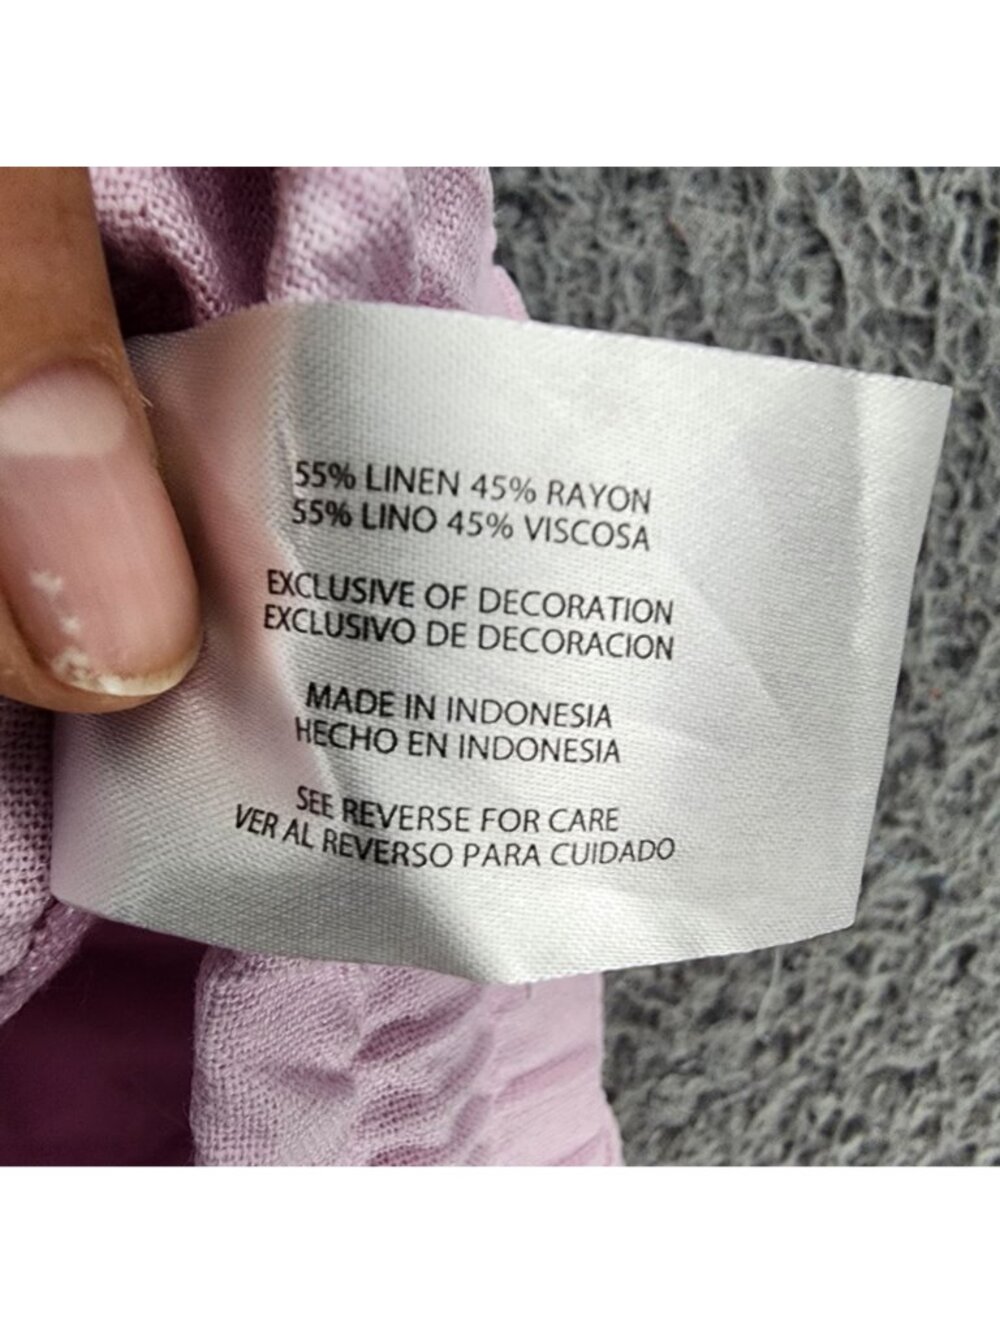 55% LINEN 45% RAYON
55% LINO 45% VISCOSA
EXCLUSIVE OF DECORATION
EXCLUSIVO DE DECORACION
MADE IN INDONESIA
HECHO EN INDONESIA
SEE REVERSE FOR CARE
VER AL REVERSO PARA CUIDADO